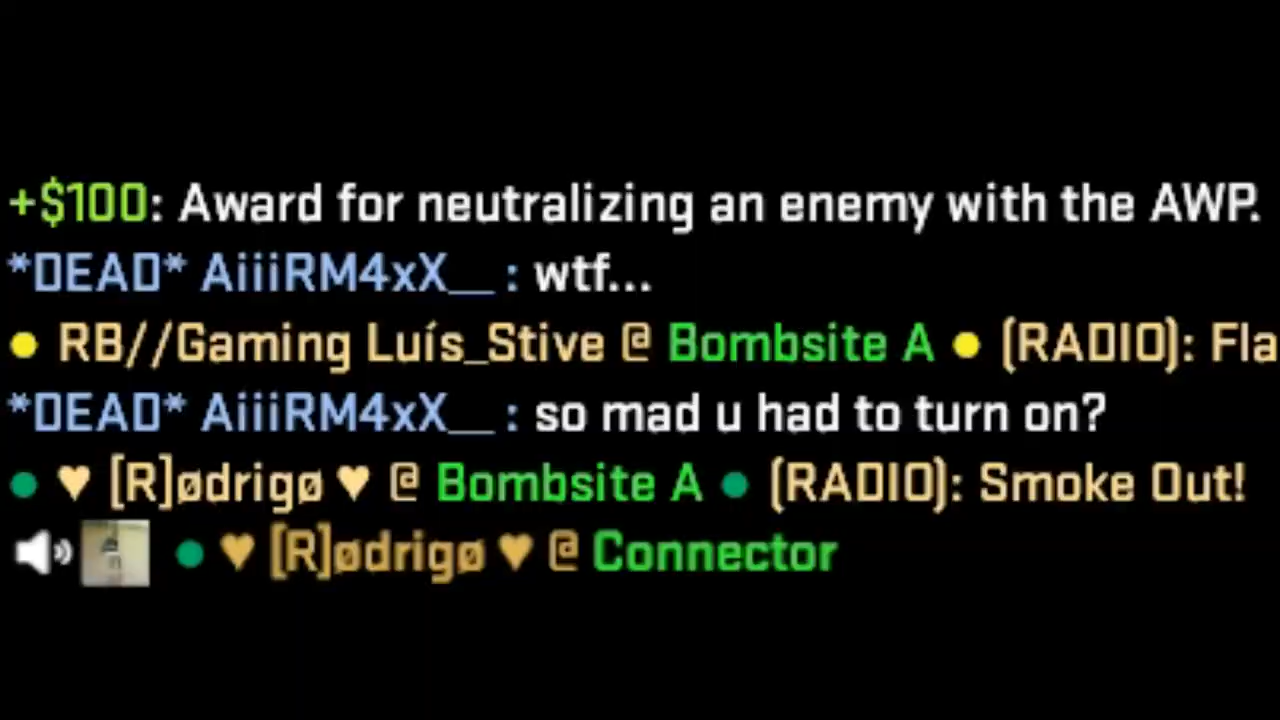 +$100: Award for neutralizing an enemy with the AWP.
*DEAD* AiiiRM4xX__ : wtf...
● RB//Gaming Luís_Stive @ Bombsite A ● (RADIO): Fla
*DEAD* AiiiRM4xX__ : so mad u had to turn on?
● ♥ [R]ødrigø ♥ @ Bombsite A ● (RADIO): Smoke Out!
● ♥ [R]ødrigø ♥ @ Connector